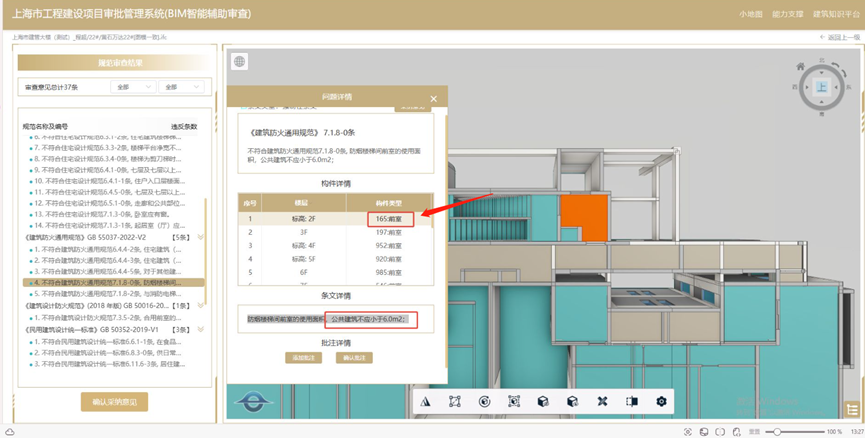 上海市工程建设项目审批管理系统(BIM智能辅助审查)
小地图 能力支撑 建筑知识平台
返回上一级
规范审查结果
审查意见总计37条 全部 全部
规范名称及编号 违反条数
6. 不符合住宅设计规范6.3.1-2条, 住宅建筑楼梯梯...
7. 不符合住宅设计规范6.3.3-2条, 楼梯平台净宽不...
8. 不符合住宅设计规范6.3.4-0条, 楼梯为剪刀梯时...
9. 不符合住宅设计规范6.4.1-0条, 七层及七层以上...
10. 不符合住宅设计规范6.4.1-1条, 住户入口层楼面...
11. 不符合住宅设计规范6.4.5-0条, 七层及七层以上...
12. 不符合住宅设计规范6.5.1-0条, 走廊和公共部位...
13. 不符合住宅设计规范7.1.3-0条, 卧室应有窗。
14. 不符合住宅设计规范7.1.3-1条, 起居室（厅）应...
《建筑防火通用规范》GB 55037-2022-V2 【5条】
1. 不符合建筑防火通用规范6.4.4-2条, 住宅建筑（...
2. 不符合建筑防火通用规范6.4.4-2条, 住宅建筑（...
3. 不符合建筑防火通用规范6.4.4-5条, 对于其他建...
4. 不符合建筑防火通用规范7.1.8-0条, 防烟楼梯间...
5. 不符合建筑防火通用规范7.1.8-2条, 与消防电梯...
《建筑设计防火规范》(2018 年版) GB 50016-20... 【1条】
1. 不符合建筑设计防火规范7.3.5-2条, 合用前室的...
《民用建筑设计统一标准》GB 50352-2019-V1 【3条】
1. 不符合民用建筑设计统一标准6.6.1-1条, 在食品...
2. 不符合民用建筑设计统一标准6.8.3-0条, 供日常...
3. 不符合民用建筑设计统一标准6.11.6-3条, 居住建...
确认采纳意见
问题详情
《建筑防火通用规范》 7.1.8-0条
不符合建筑防火通用规范7.1.8-0条, 防烟楼梯间前室的使用面
积，公共建筑不应小于6.0m2；
构件详情
序号 楼层 构件类型
1 标高: 2F 165:前室
2 3F 197:前室
3 标高: 4F 952:前室
4 标高: 5F 920:前室
5 6F 985:前室
条文详情
防烟楼梯间前室的使用面积，公共建筑不应小于6.0m2；
批注详情
添加批注 确认批注
北
西 上 东
南
100 %
13:27